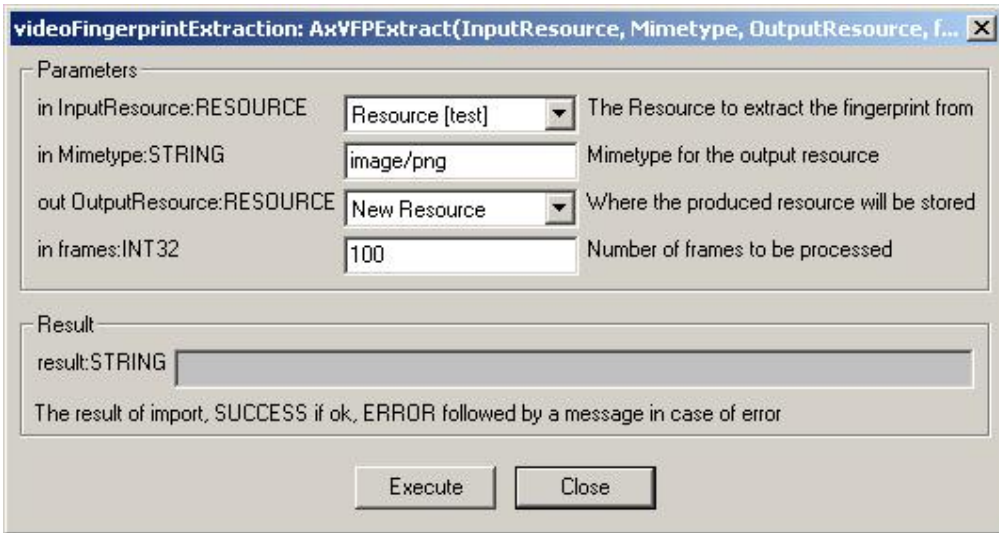 videoFingerprintExtraction: AxVFPExtract(InputResource, Mimetype, OutputResource, f...
Parameters
in InputResource:RESOURCE Resource [test] The Resource to extract the fingerprint from
in Mimetype:STRING image/png Mimetype for the output resource
out OutputResource:RESOURCE New Resource Where the produced resource will be stored
in frames:INT32 100 Number of frames to be processed
Result
result:STRING
The result of import, SUCCESS if ok, ERROR followed by a message in case of error
Execute Close